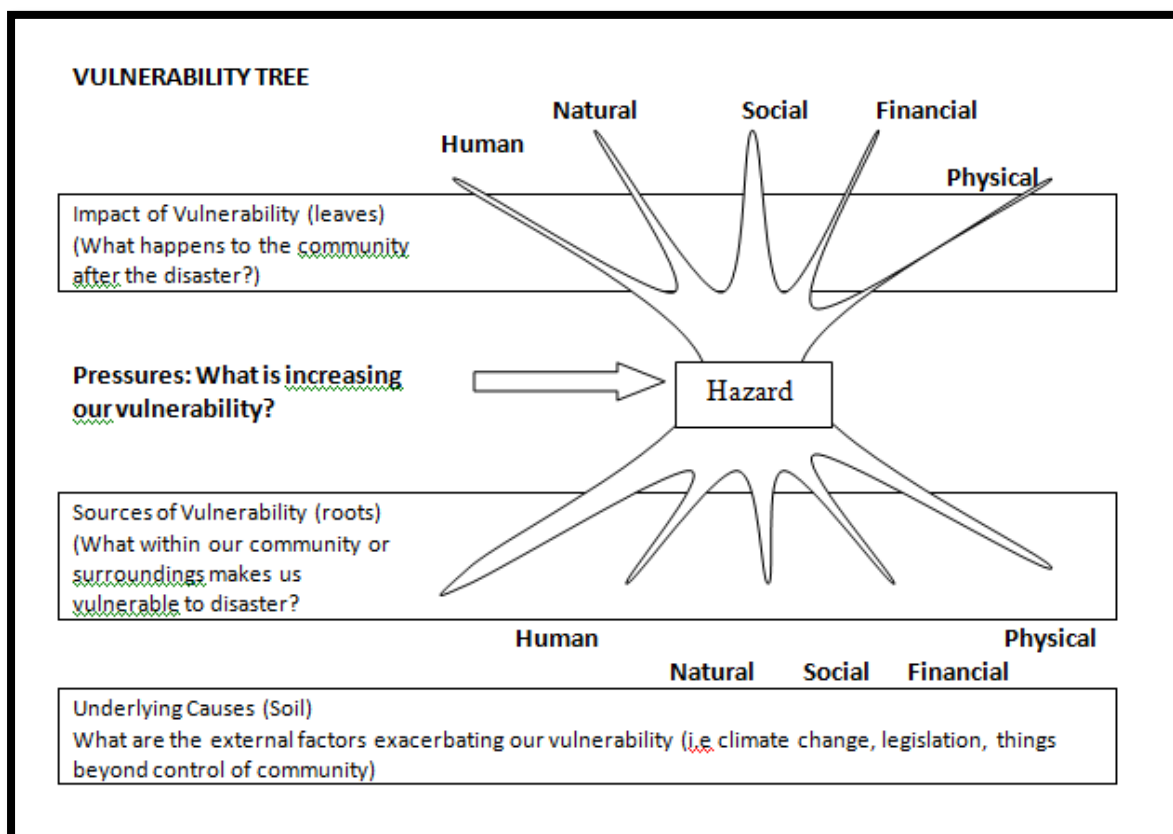 VULNERABILITY TREE
Natural Social Financial
Human
Physical
Impact of Vulnerability (leaves)
(What happens to the community
after the disaster?)
Pressures: What is increasing
our vulnerability?
Hazard
Sources of Vulnerability (roots)
(What within our community or
surroundings makes us
vulnerable to disaster?
Human Physical
Natural Social Financial
Underlying Causes (Soil)
What are the external factors exacerbating our vulnerability (i,e climate change, legislation, things
beyond control of community)